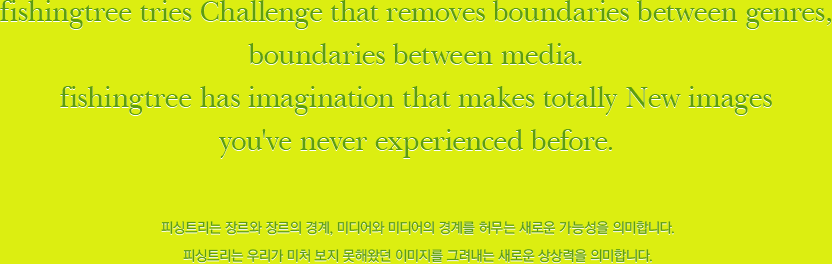 fishingtree tries Challenge that removes boundaries between genres,
boundaries between media.
fishingtree has imagination that makes totally New images
you've never experienced before.
피싱트리는 장르와 장르의 경계, 미디어와 미디어의 경계를 허무는 새로운 가능성을 의미합니다.
피싱트리는 우리가 미처 보지 못해왔던 이미지를 그려내는 새로운 상상력을 의미합니다.